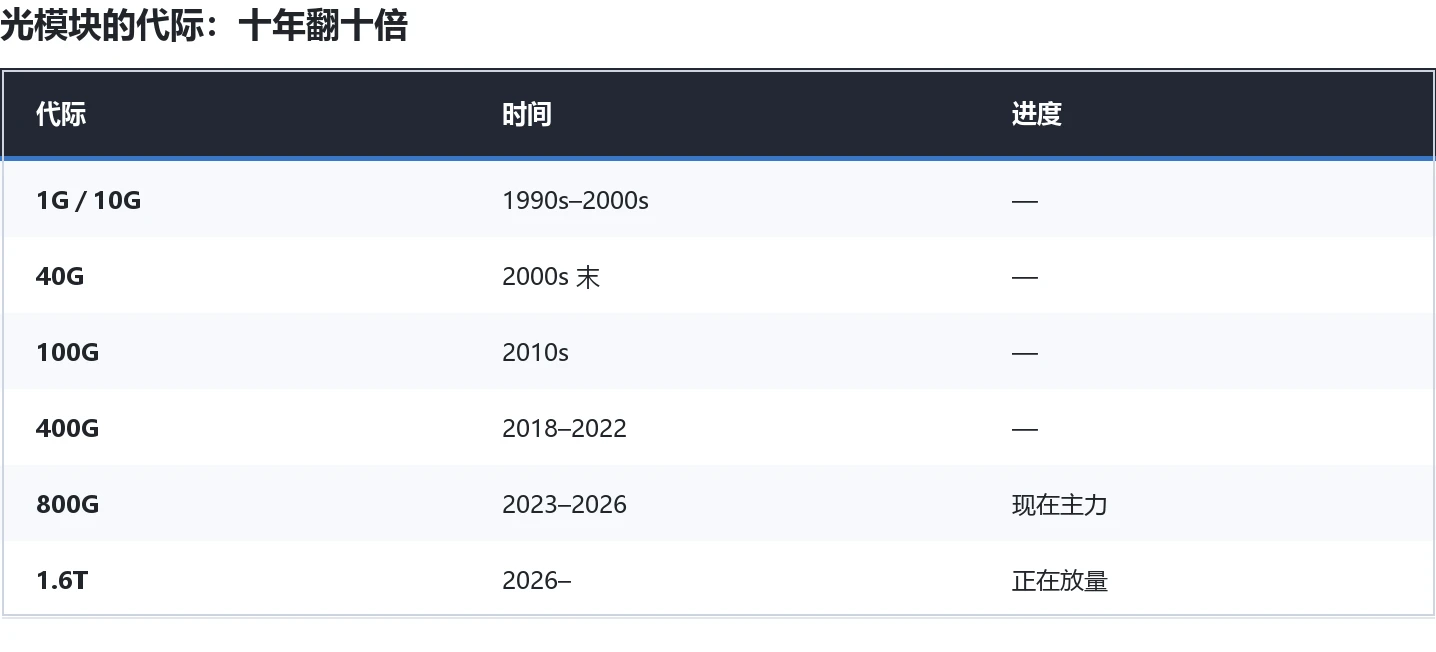 光模块的代际：十年翻十倍
代际 时间 进度
1G / 10G 1990s–2000s —
40G 2000s 末 —
100G 2010s —
400G 2018–2022 —
800G 2023–2026 现在主力
1.6T 2026– 正在放量